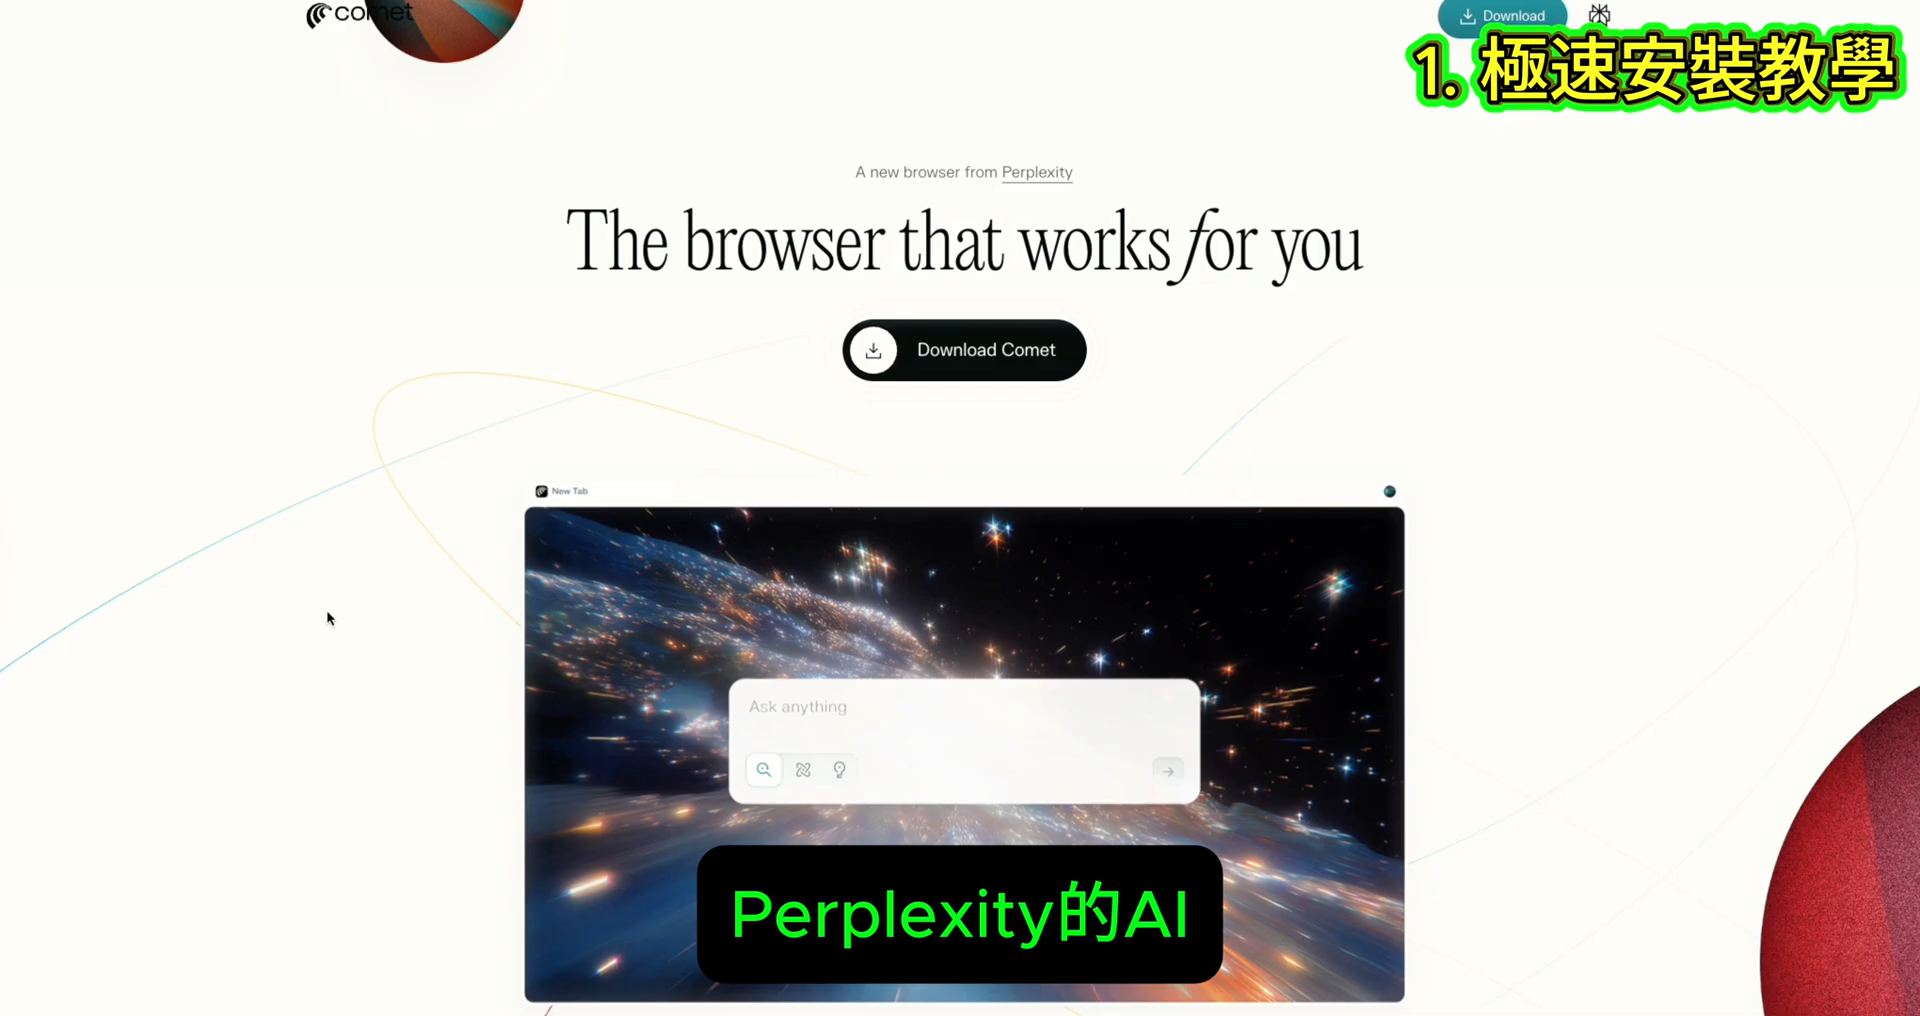 comet
Download
1. 極速安裝教學
A new browser from Perplexity
The browser that works for you
Download Comet
New Tab
Ask anything
Perplexity的AI